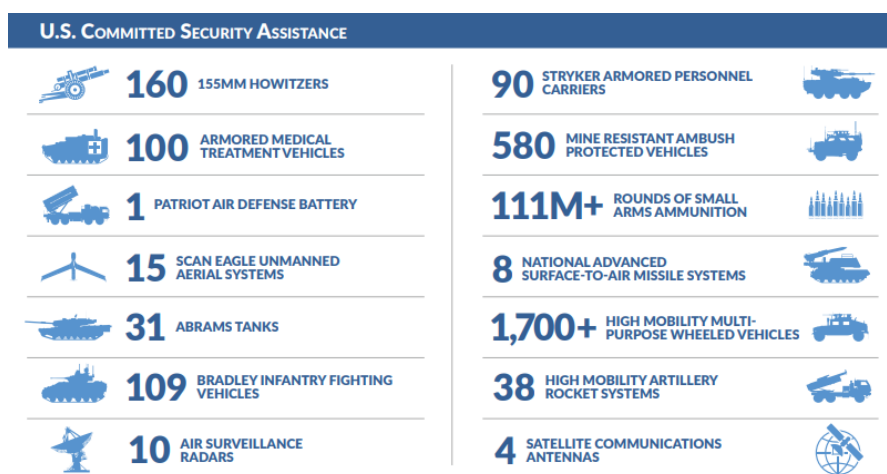 U.S. COMMITTED SECURITY ASSISTANCE
160 155MM HOWITZERS
100 ARMORED MEDICAL
TREATMENT VEHICLES
1 PATRIOT AIR DEFENSE BATTERY
15 SCAN EAGLE UNMANNED
AERIAL SYSTEMS
31 ABRAMS TANKS
109 BRADLEY INFANTRY FIGHTING
VEHICLES
10 AIR SURVEILLANCE
RADARS
90 STRYKER ARMORED PERSONNEL
CARRIERS
580 MINE RESISTANT AMBUSH
PROTECTED VEHICLES
111M+ ROUNDS OF SMALL
ARMS AMMUNITION
8 NATIONAL ADVANCED
SURFACE-TO-AIR MISSILE SYSTEMS
1,700+ HIGH MOBILITY MULTI-
PURPOSE WHEELED VEHICLES
38 HIGH MOBILITY ARTILLERY
ROCKET SYSTEMS
4 SATELLITE COMMUNICATIONS
ANTENNAS